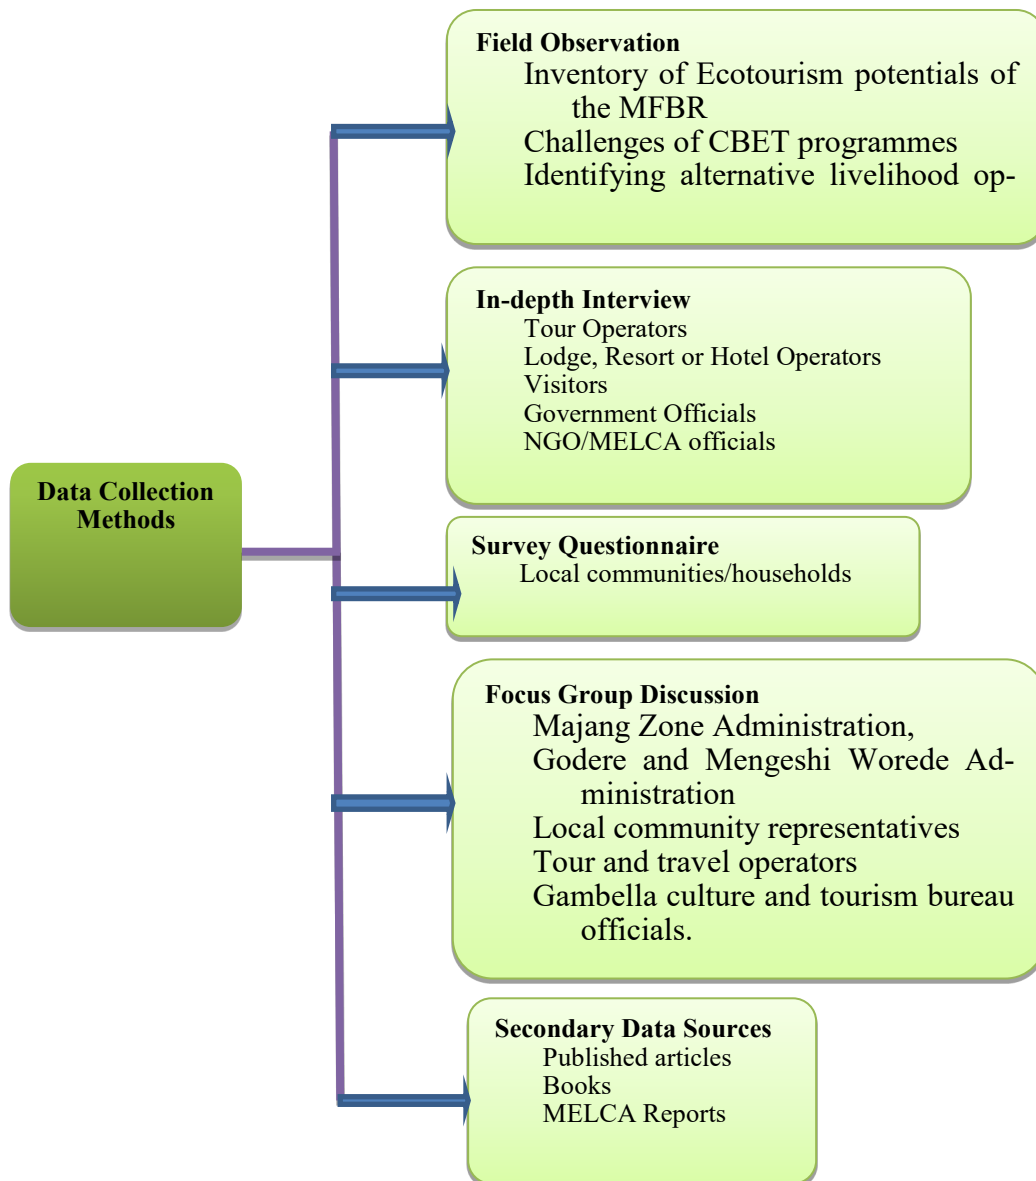 Field Observation
Inventory of Ecotourism potentials of
the MFBR
Challenges of CBET programmes
Identifying alternative livelihood op-
In-depth Interview
Tour Operators
Lodge, Resort or Hotel Operators
Visitors
Government Officials
NGO/MELCA officials
Data Collection
Methods
Survey Questionnaire
Local communities/households
Focus Group Discussion
Majang Zone Administration,
Godere and Mengeshi Worede Ad-
ministration
Local community representatives
Tour and travel operators
Gambella culture and tourism bureau
officials.
Secondary Data Sources
Published articles
Books
MELCA Reports